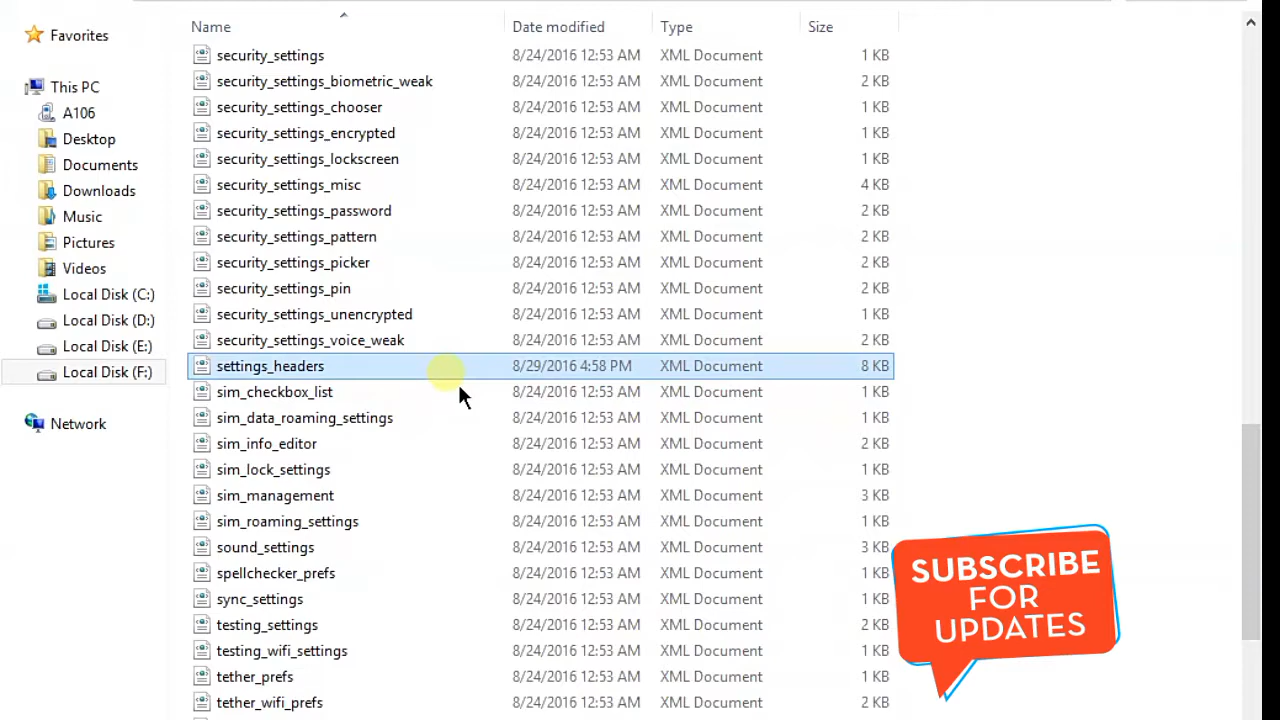 Name Date modified Type Size
Favorites
This PC
A106
Desktop
Documents
Downloads
Music
Pictures
Videos
Local Disk (C:)
Local Disk (D:)
Local Disk (E:)
Local Disk (F:)
Network
security_settings 8/24/2016 12:53 AM XML Document 1 KB
security_settings_biometric_weak 8/24/2016 12:53 AM XML Document 2 KB
security_settings_chooser 8/24/2016 12:53 AM XML Document 1 KB
security_settings_encrypted 8/24/2016 12:53 AM XML Document 1 KB
security_settings_lockscreen 8/24/2016 12:53 AM XML Document 1 KB
security_settings_misc 8/24/2016 12:53 AM XML Document 4 KB
security_settings_password 8/24/2016 12:53 AM XML Document 2 KB
security_settings_pattern 8/24/2016 12:53 AM XML Document 2 KB
security_settings_picker 8/24/2016 12:53 AM XML Document 1 KB
security_settings_pin 8/24/2016 12:53 AM XML Document 2 KB
security_settings_unencrypted 8/24/2016 12:53 AM XML Document 1 KB
security_settings_voice_weak 8/24/2016 12:53 AM XML Document 2 KB
settings_headers 8/29/2016 4:58 PM XML Document 8 KB
sim_checkbox_list 8/24/2016 12:53 AM XML Document 1 KB
sim_data_roaming_settings 8/24/2016 12:53 AM XML Document 1 KB
sim_info_editor 8/24/2016 12:53 AM XML Document 2 KB
sim_lock_settings 8/24/2016 12:53 AM XML Document 1 KB
sim_management 8/24/2016 12:53 AM XML Document 3 KB
sim_roaming_settings 8/24/2016 12:53 AM XML Document 1 KB
sound_settings 8/24/2016 12:53 AM XML Document 3 KB
spellchecker_prefs 8/24/2016 12:53 AM XML Document 1 KB
sync_settings 8/24/2016 12:53 AM XML Document 1 KB
testing_settings 8/24/2016 12:53 AM XML Document 2 KB
testing_wifi_settings 8/24/2016 12:53 AM XML Document 1 KB
tether_prefs 8/24/2016 12:53 AM XML Document 1 KB
tether_wifi_prefs 8/24/2016 12:53 AM XML Document 2 KB
SUBSCRIBE
FOR
UPDATES